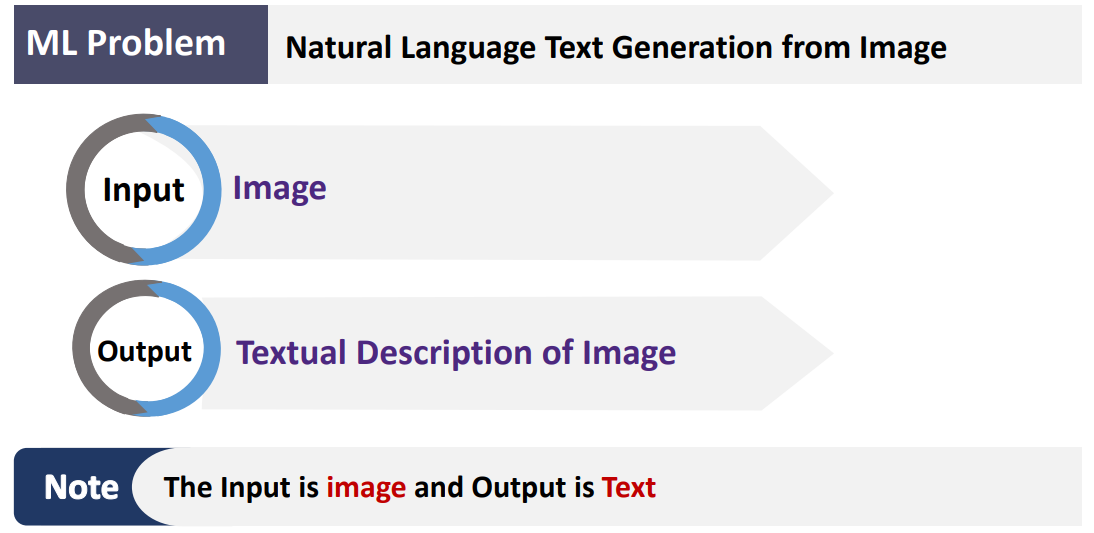 ML Problem
Natural Language Text Generation from Image
Input
Image
Output
Textual Description of Image
Note
The Input is image and Output is Text